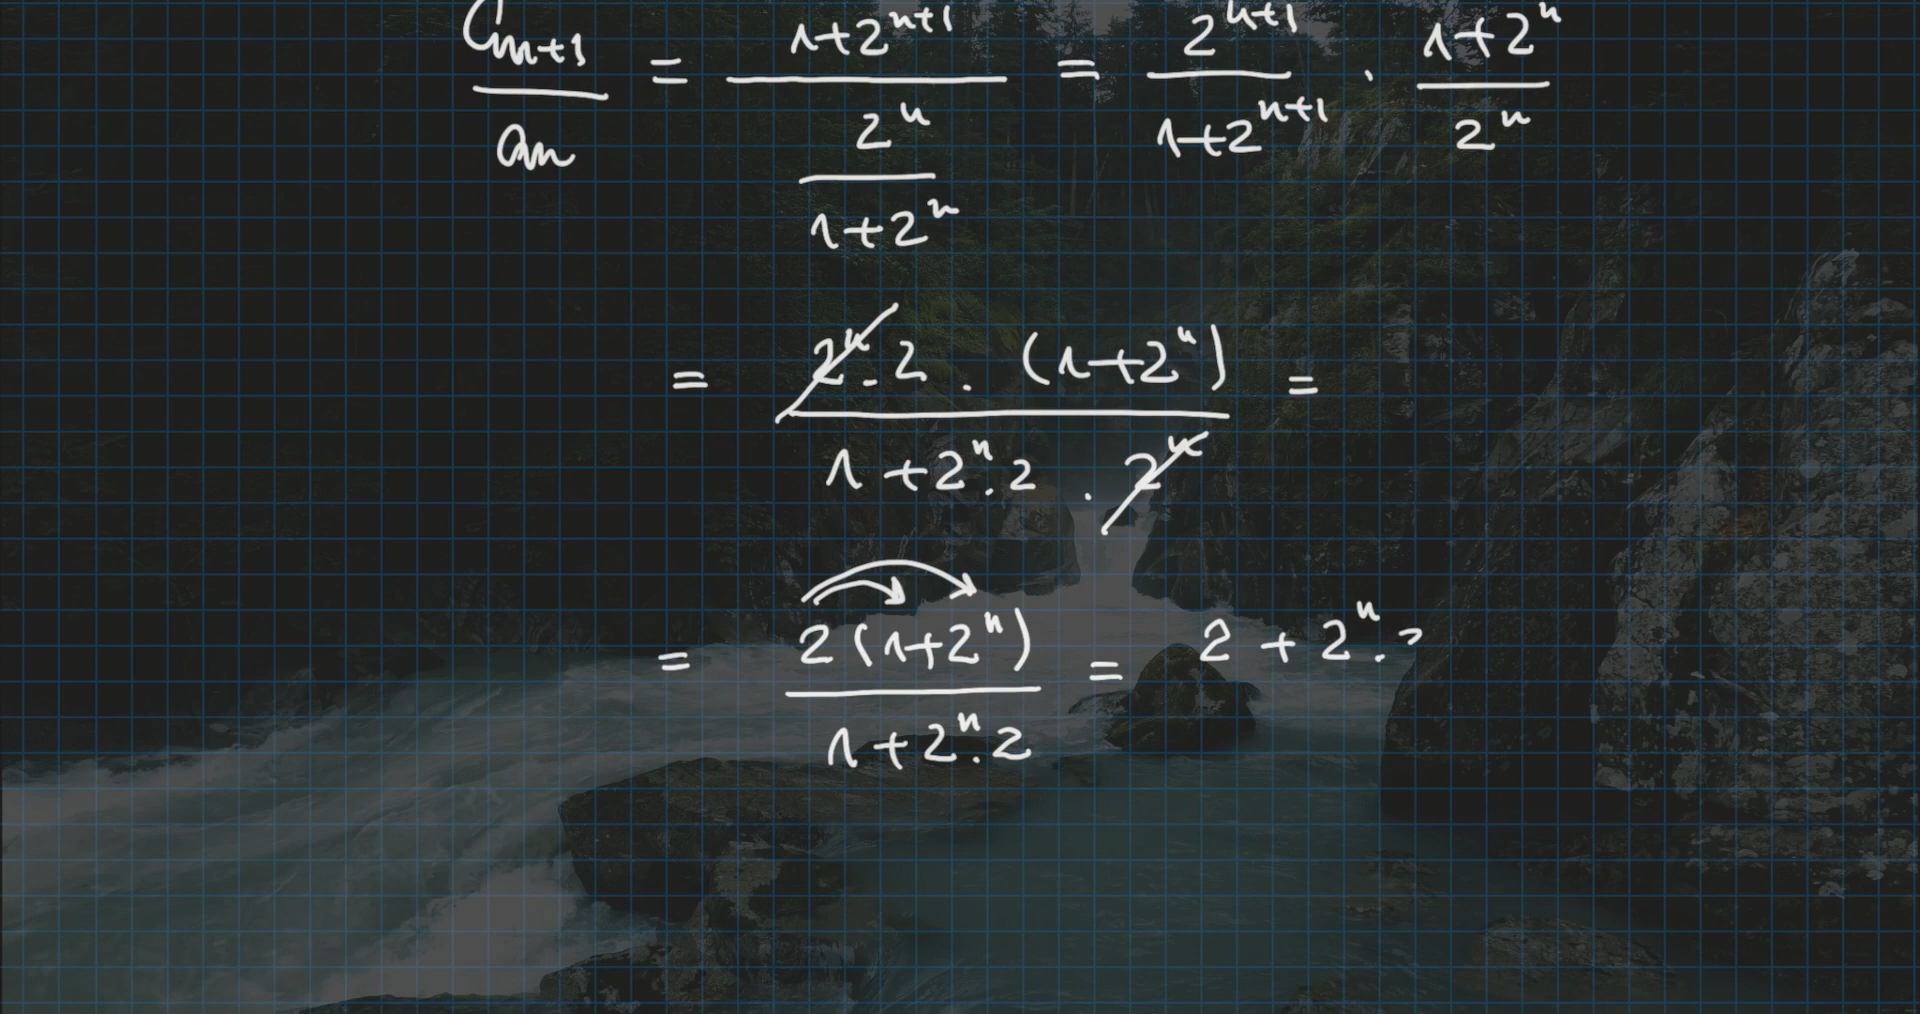 a_{n+1}/a_n = 1+2^{n+1} / (2^n / 1+2^n) = 2^{n+1}/1+2^{n+1} · 1+2^n/2^n
= 2^n · 2 · (1+2^n) / 1+2^n · 2 · 2^n =
= 2(1+2^n) / 1+2^n · 2 = 2 + 2^n ·